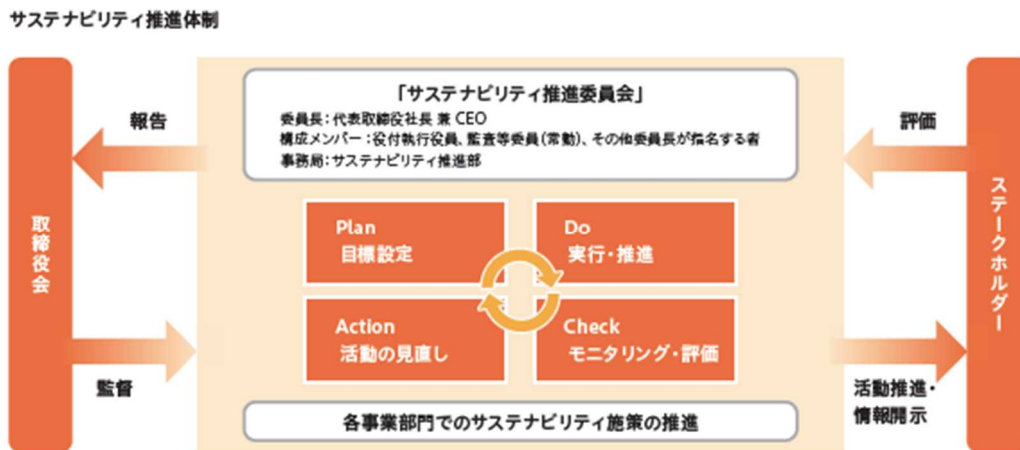 サステナビリティ推進体制
「サステナビリティ推進委員会」
委員長：代表取締役社長 兼 CEO
構成メンバー：役付執行役員、監査等委員（常勤）、その他委員長が指名する者
事務局：サステナビリティ推進部
報告
評価
取締役会
ステークホルダー
Plan
目標設定
Do
実行・推進
Action
活動の見直し
Check
モニタリング・評価
監督
活動推進・
情報開示
各事業部門でのサステナビリティ施策の推進